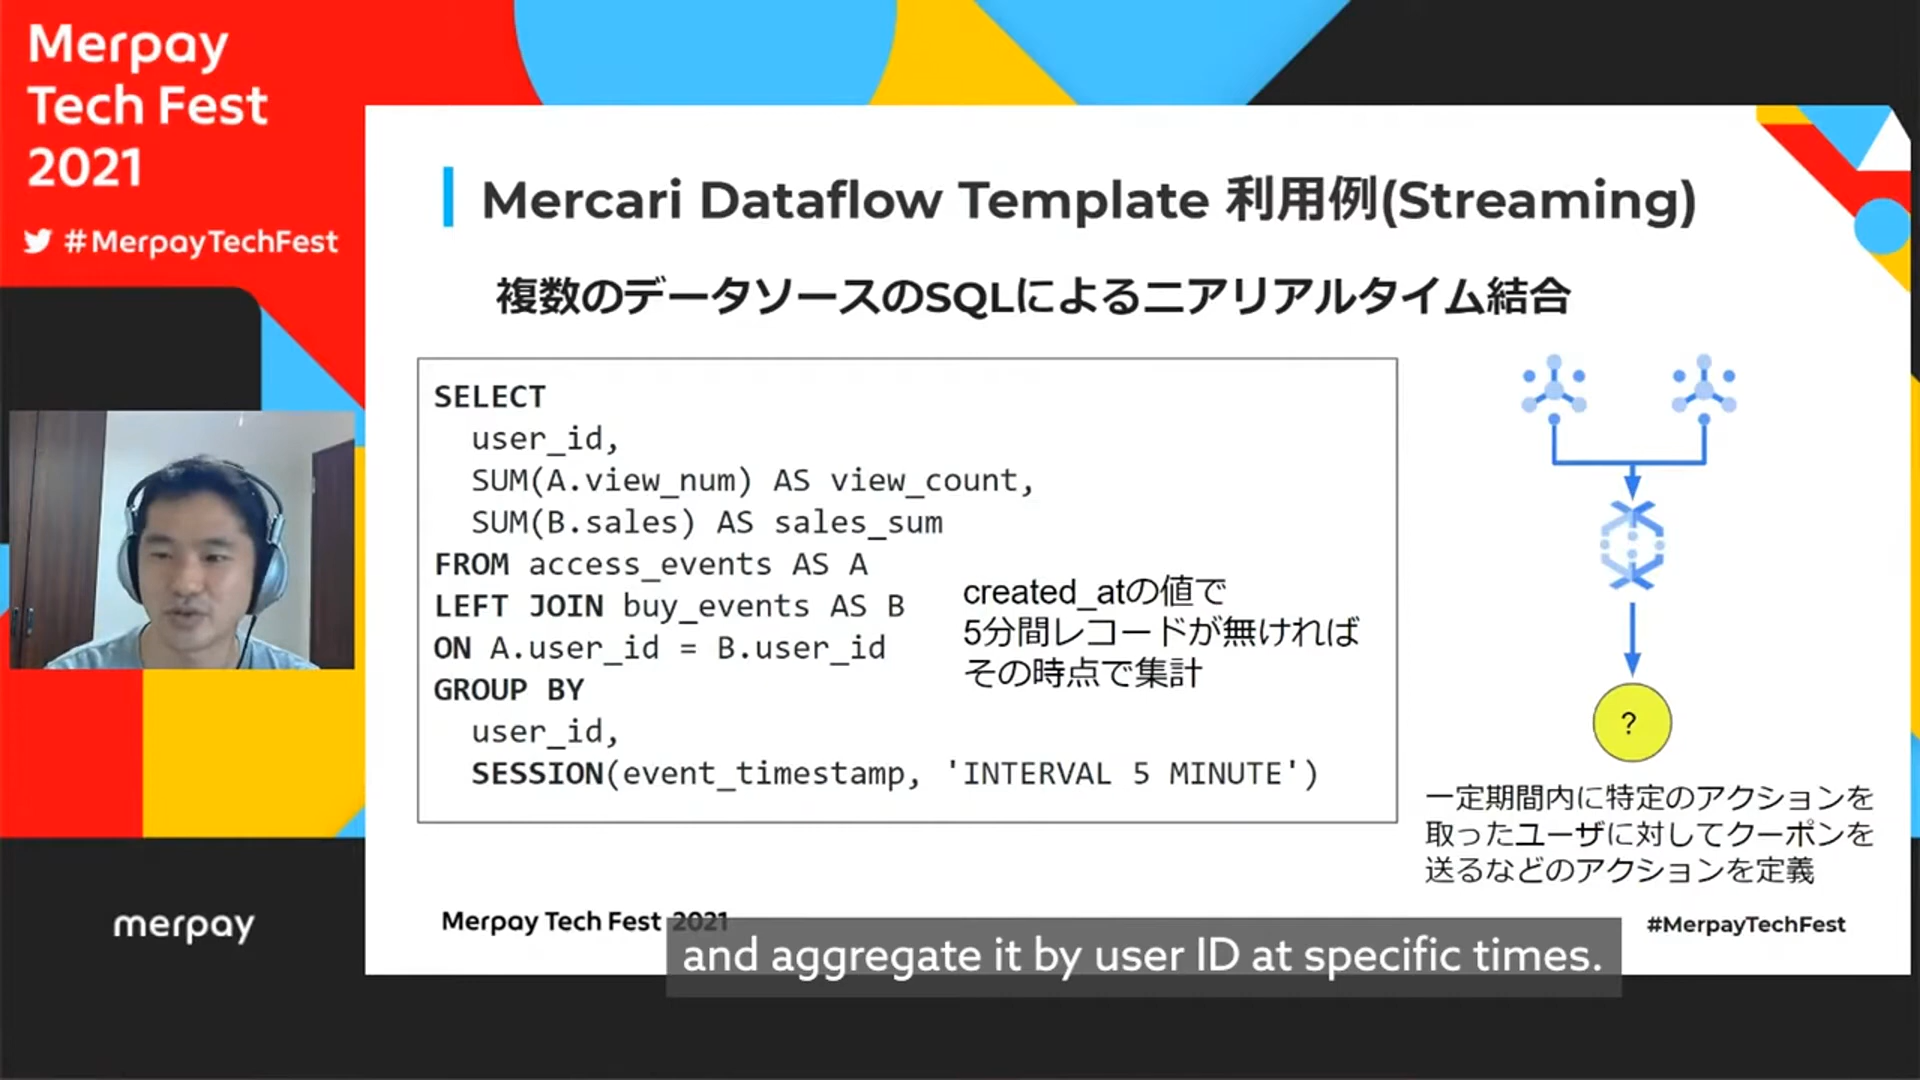 Merpay
Tech Fest
2021
#MerpayTechFest
Mercari Dataflow Template 利用例(Streaming)
複数のデータソースのSQLによるニアリアルタイム結合
SELECT
user_id,
SUM(A.view_num) AS view_count,
SUM(B.sales) AS sales_sum
FROM access_events AS A
LEFT JOIN buy_events AS B
ON A.user_id = B.user_id
GROUP BY
user_id,
SESSION(event_timestamp, 'INTERVAL 5 MINUTE')
created_atの値で
5分間レコードが無ければ
その時点で集計
?
一定期間内に特定のアクションを
取ったユーザに対してクーポンを
送るなどのアクションを定義
merpay
Merpay Tech Fest 2021
#MerpayTechFest
and aggregate it by user ID at specific times.